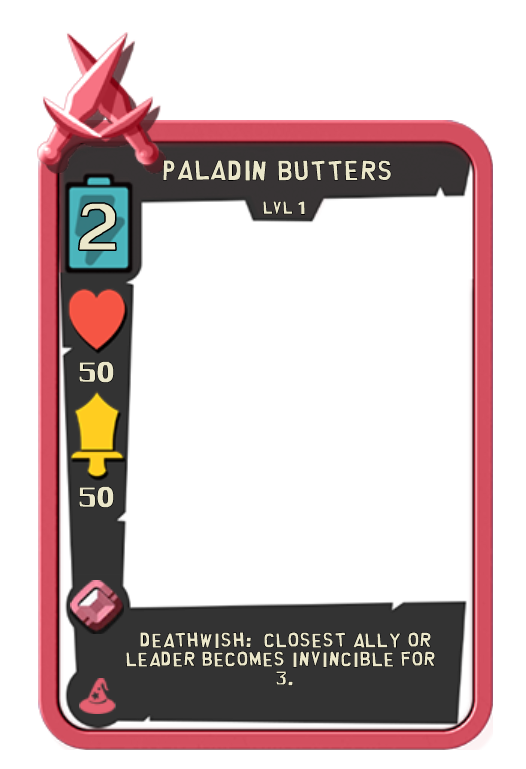 PALADIN BUTTERS
LVL 1
2
50
50
DEATHWISH: CLOSEST ALLY OR
LEADER BECOMES INVINCIBLE FOR
3.